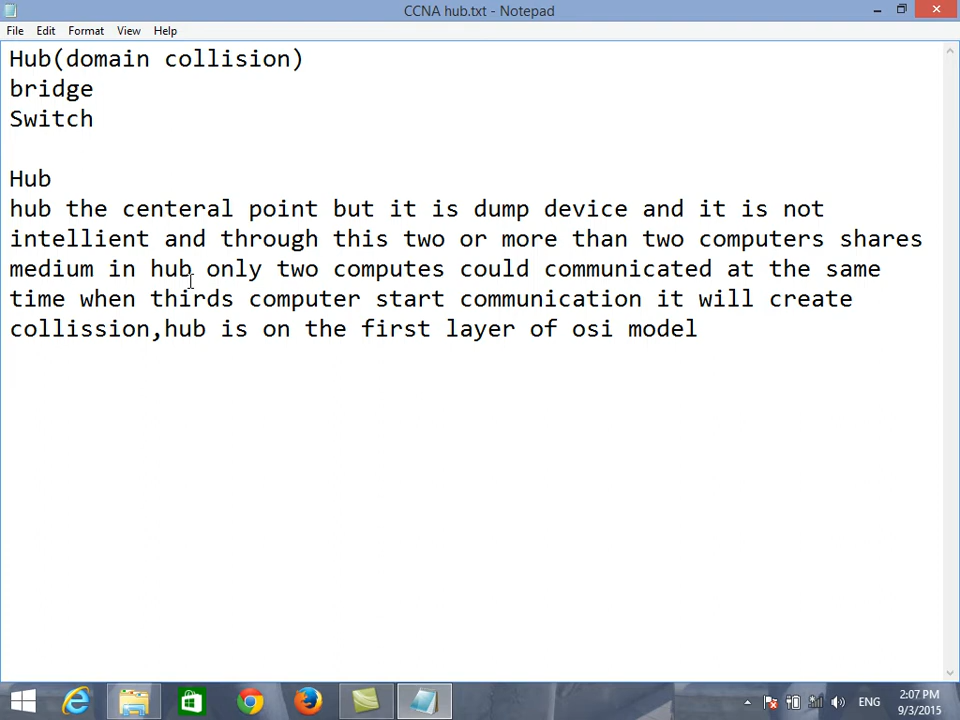 CCNA hub.txt - Notepad
File Edit Format View Help
Hub(domain collision)
bridge
Switch
Hub
hub the centeral point but it is dump device and it is not
intellient and through this two or more than two computers shares
medium in hub only two computes could communicated at the same
time when thirds computer start communication it will create
collission,hub is on the first layer of osi model
ENG
2:07 PM
9/3/2015